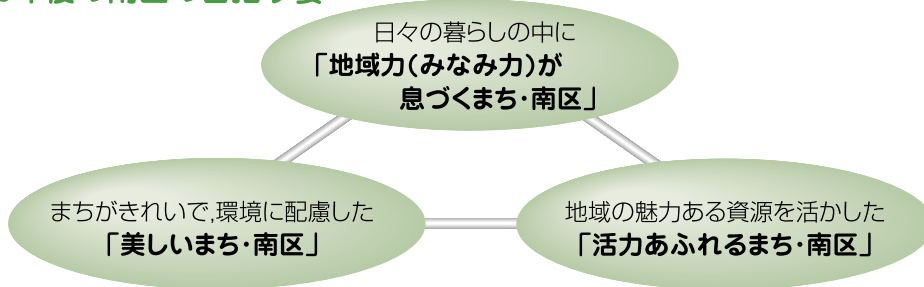 日々の暮らしの中に
「地域力(みなみ力)が
息づくまち・南区」
まちがきれいで,環境に配慮した
「美しいまち・南区」
地域の魅力ある資源を活かした
「活力あふれるまち・南区」